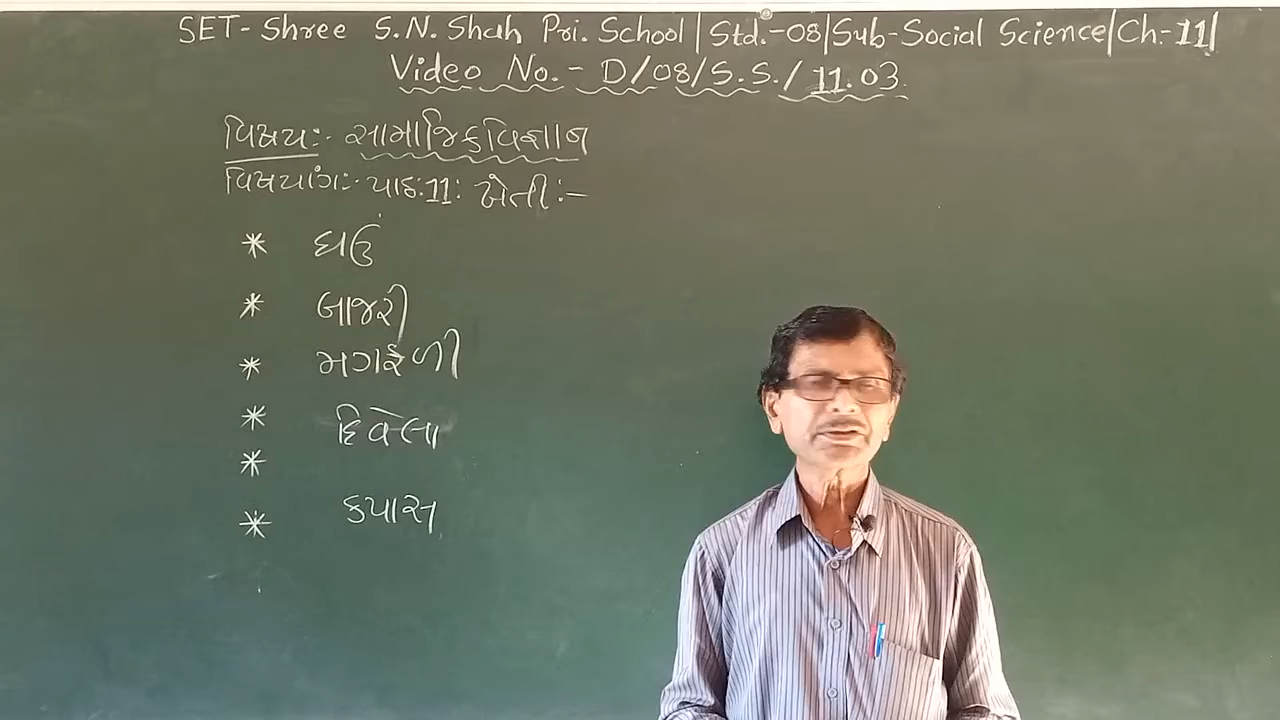 SET- Shree S.N. Shah Pri. School | Std.-08 | Sub-Social Science | Ch.-11 |
Video No. - D/08/S.S./11.03.
વિષય:- સામાજિક વિજ્ઞાન
વિષયાંગ:- પાઠ:11: ખેતી:-
* ઘઉં
* બાજરી
* મગફળી
* દિવેલા
*
* કપાસ